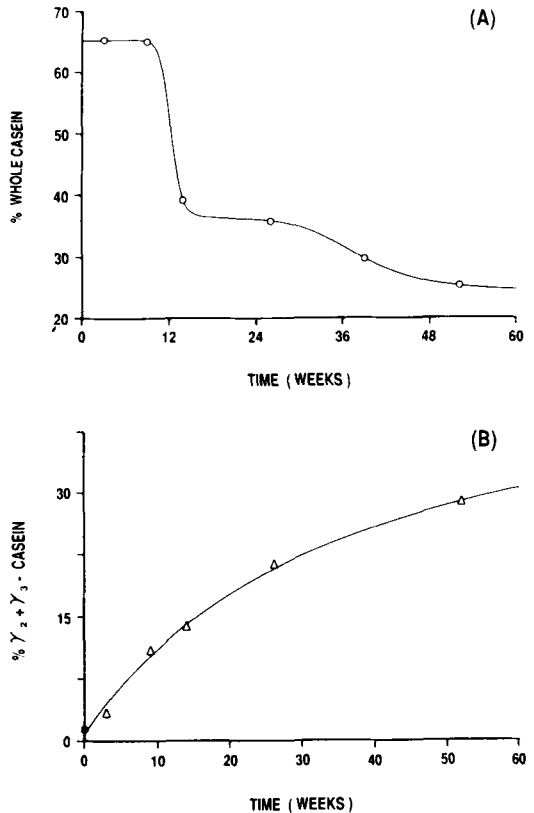 (A)
70
60
50
40
30
20
% WHOLE CASEIN
0 12 24 36 48 60
TIME (WEEKS)
(B)
30
15
0
% γ2 + γ3 - CASEIN
0 10 20 30 40 50 60
TIME (WEEKS)